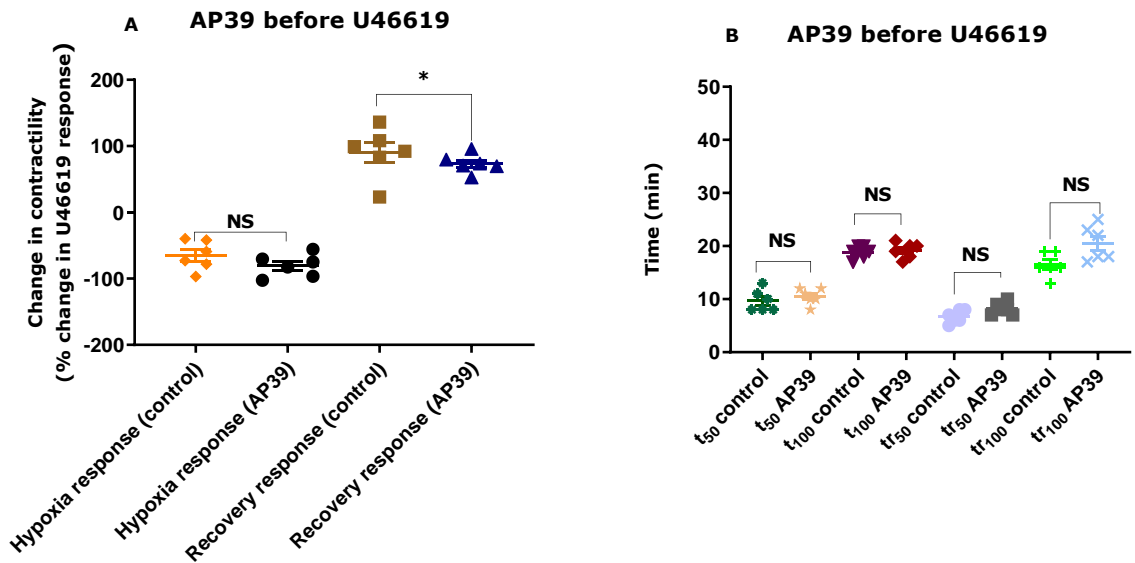 A
AP39 before U46619
Change in contractility
(% change in U46619 response)
200
100
0
-100
-200
NS
*
Hypoxia response (control)
Hypoxia response (AP39)
Recovery response (control)
Recovery response (AP39)
B
AP39 before U46619
Time (min)
50
40
30
20
10
0
NS
NS
NS
NS
t50 control
t50 AP39
t100 control
t100 AP39
tr50 control
tr50 AP39
tr100 control
tr100 AP39